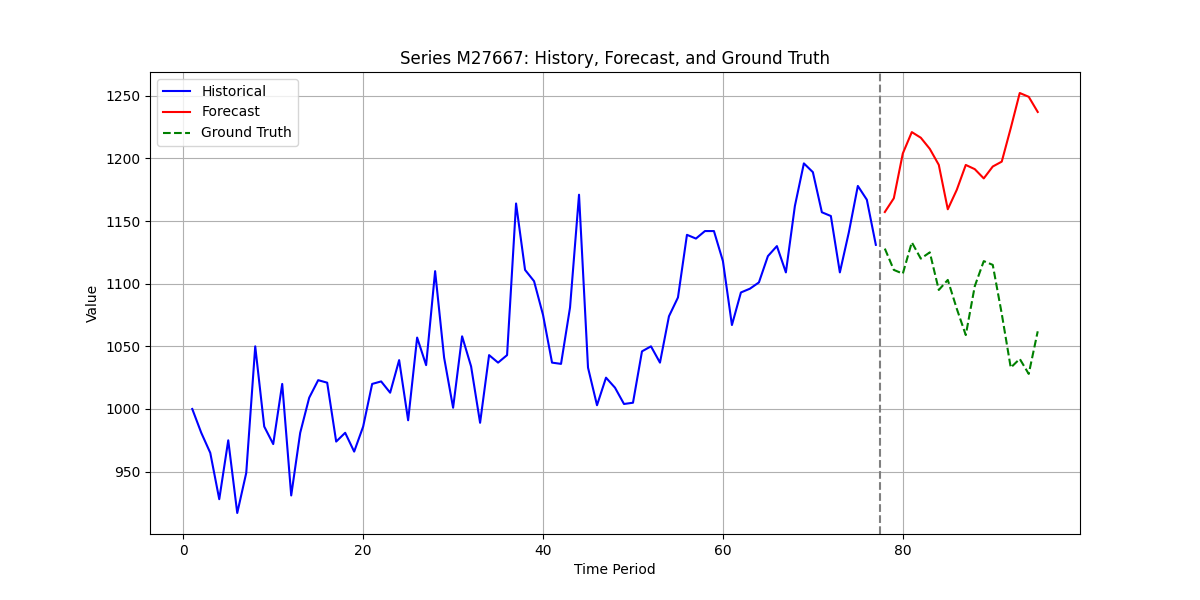 Series M27667: History, Forecast, and Ground Truth
Historical
Forecast
Ground Truth
1250
1200
1150
1100
1050
1000
950
Value
0 20 40 60 80
Time Period